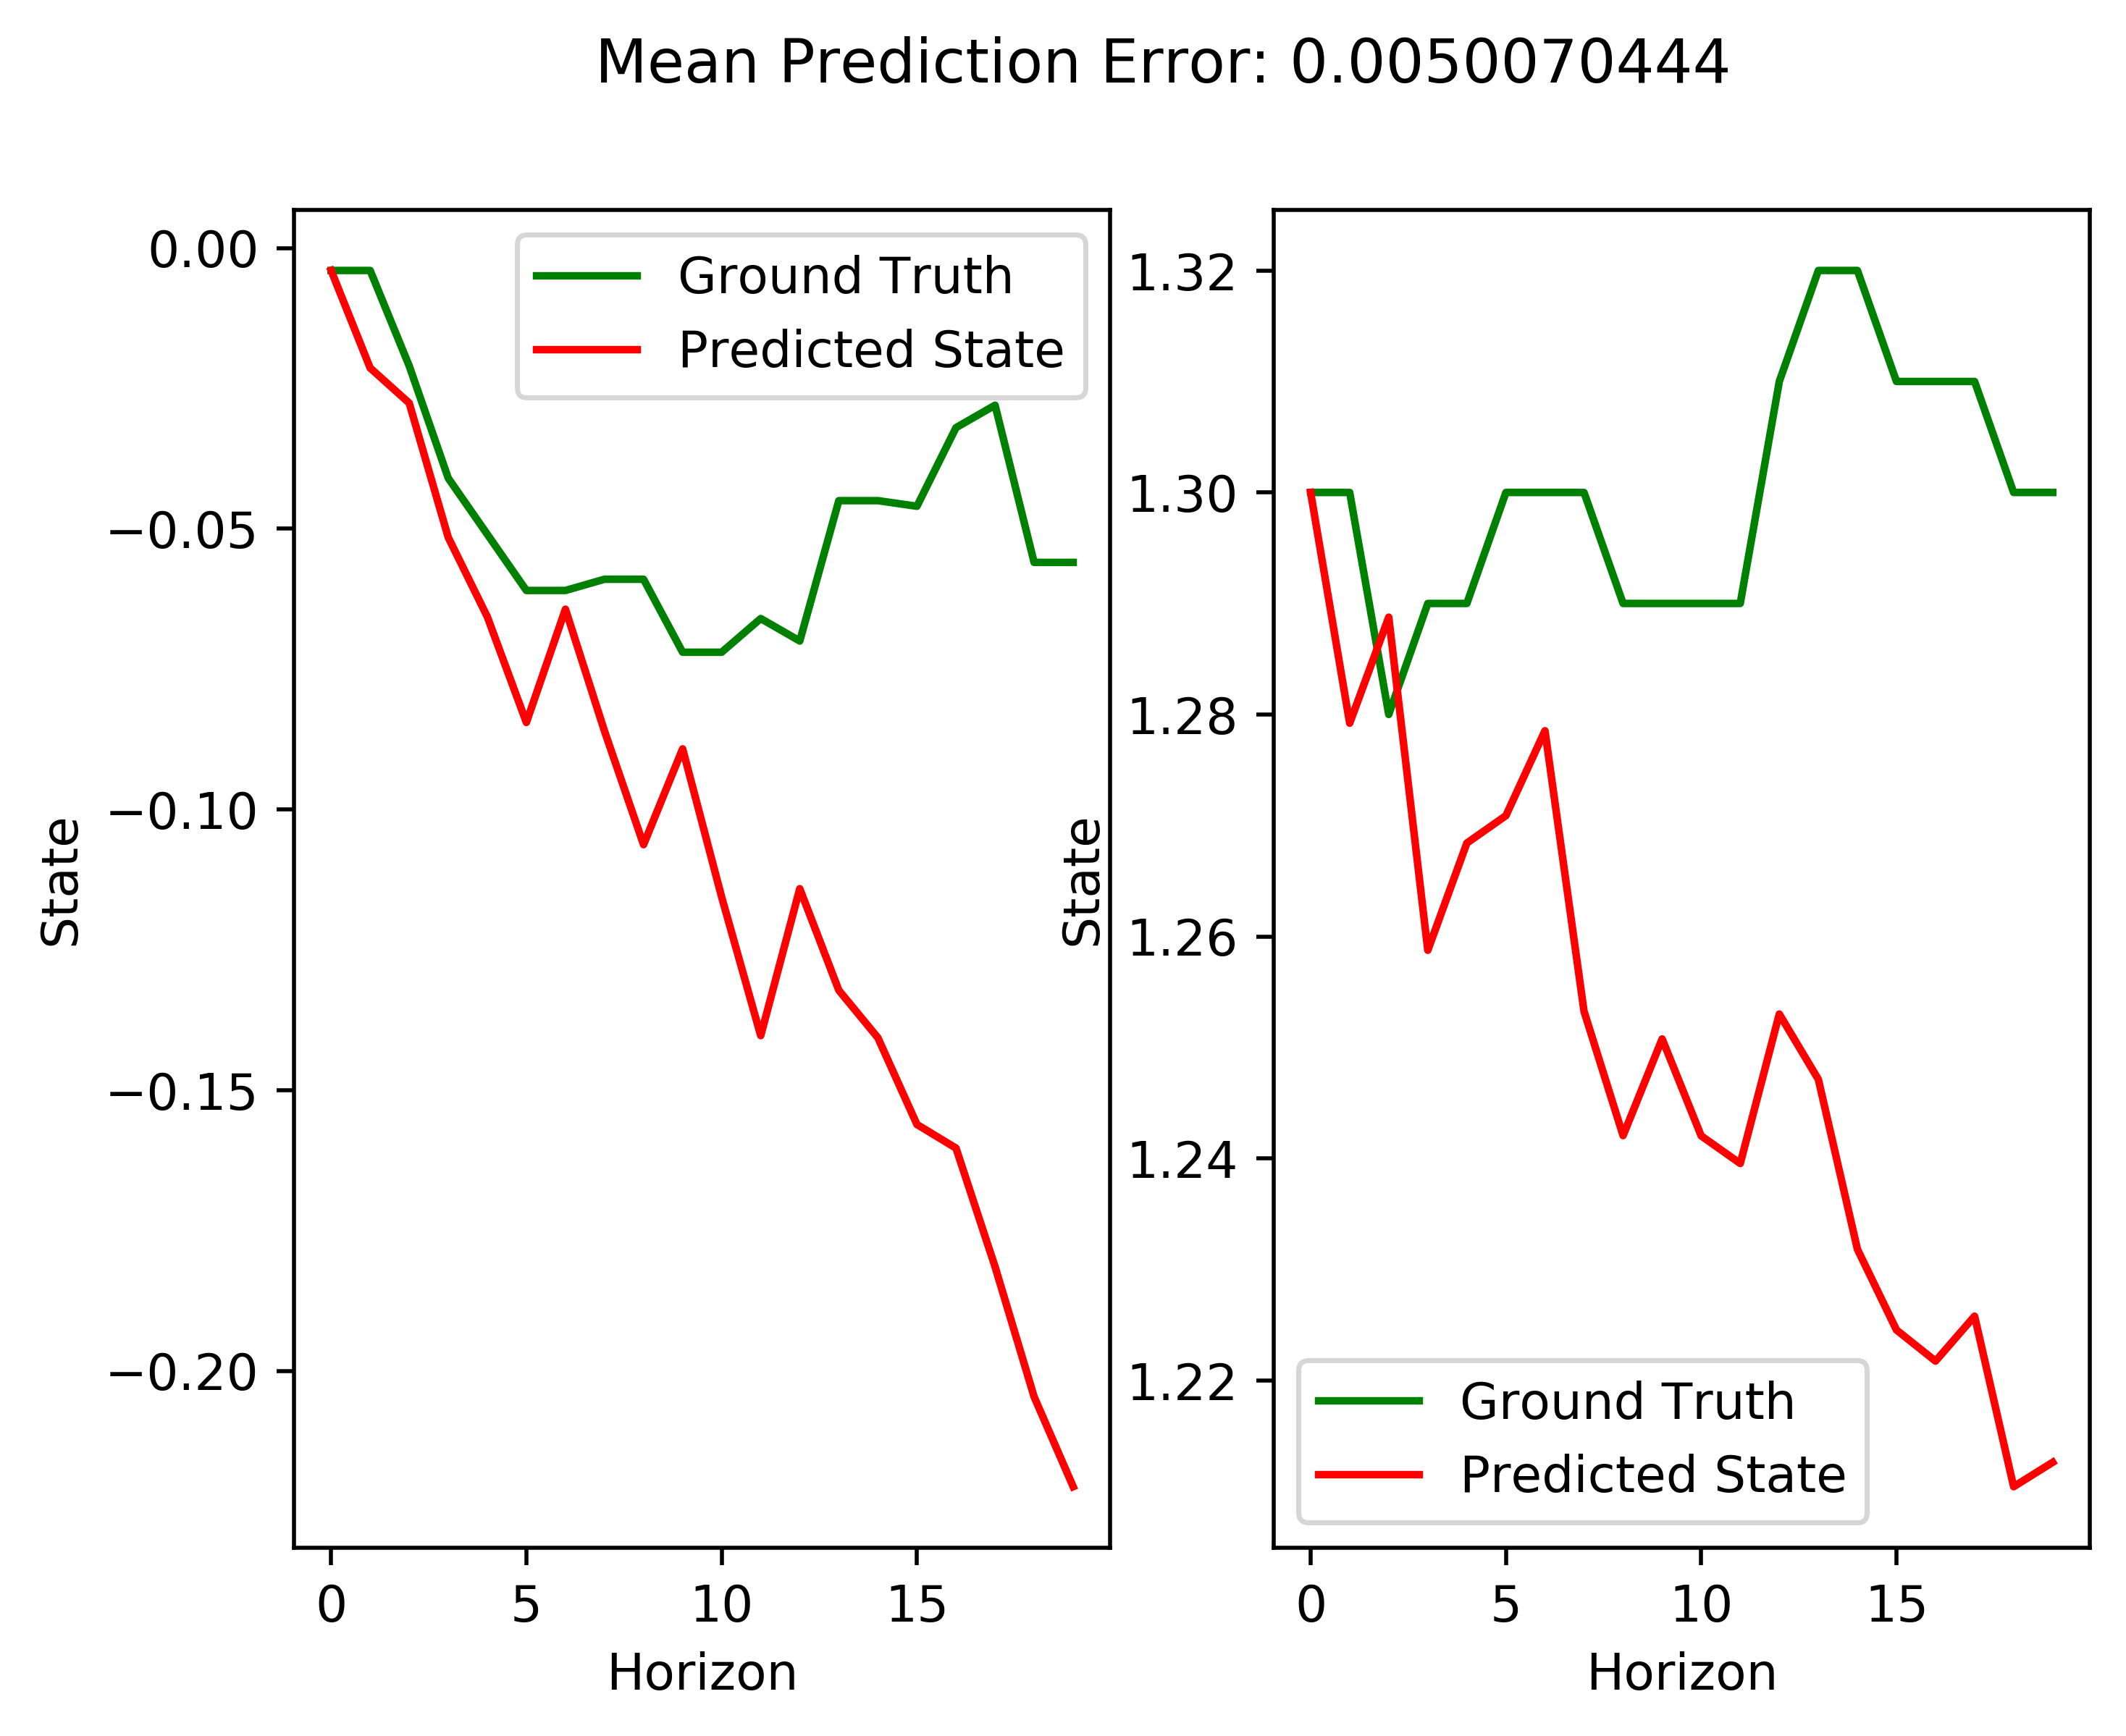 Mean Prediction Error: 0.0050070444
0.00
−0.05
−0.10
−0.15
−0.20
State
Ground Truth
Predicted State
0 5 10 15
Horizon
1.32
1.30
1.28
1.26
1.24
1.22
State
Ground Truth
Predicted State
0 5 10 15
Horizon